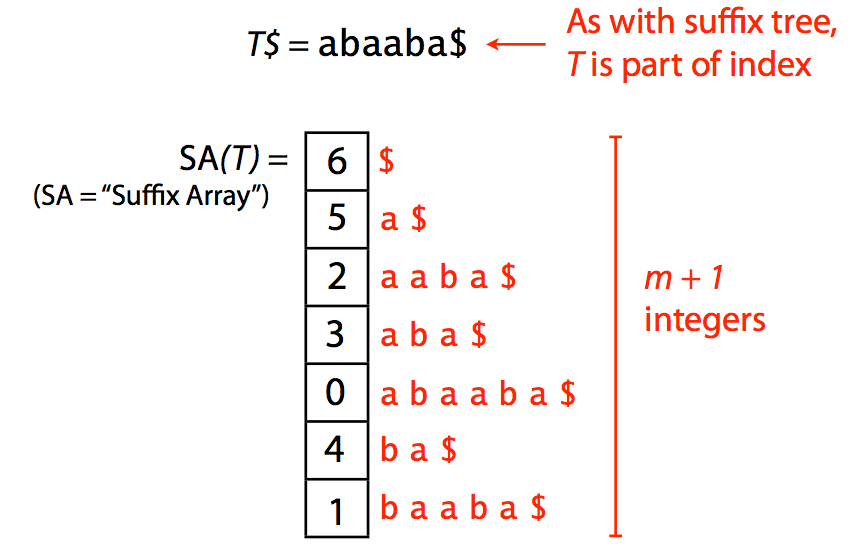 T$ = abaaba$
As with suffix tree,
T is part of index
SA(T) =
(SA = “Suffix Array”)
6 $
5 a $
2 a a b a $
3 a b a $
0 a b a a b a $
4 b a $
1 b a a b a $
m + 1
integers